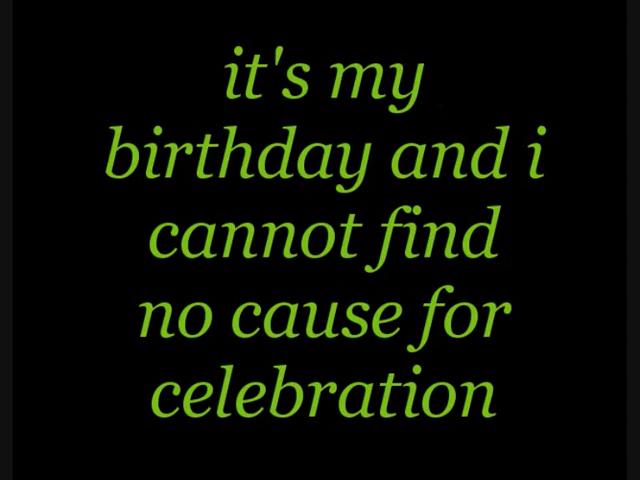 it's my
birthday and i
cannot find
no cause for
celebration